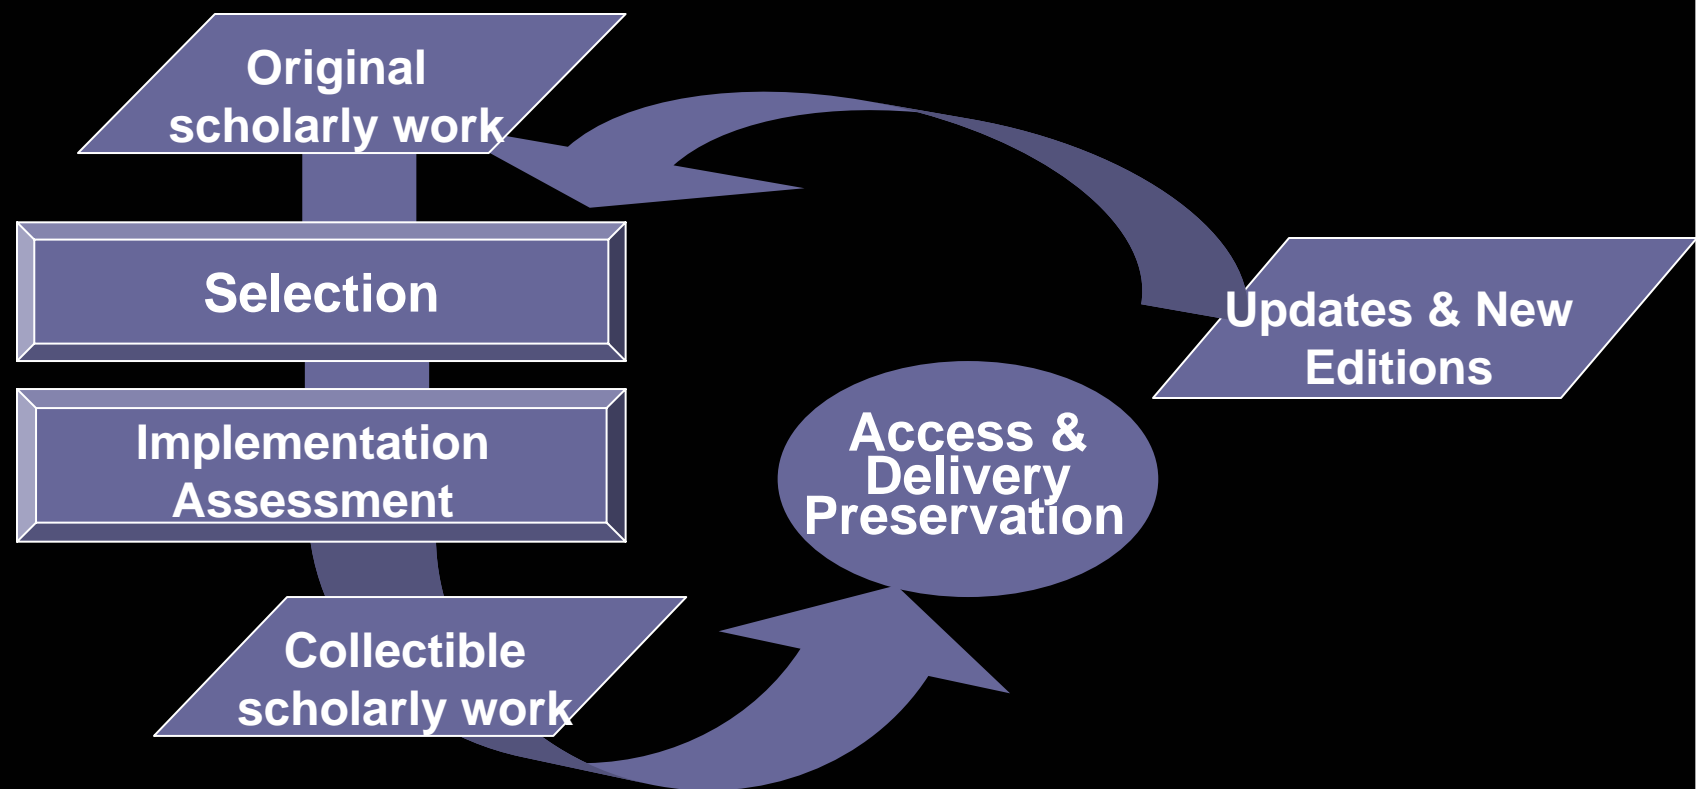 Original
scholarly work
Selection
Implementation
Assessment
Collectible
scholarly work
Access &
Delivery
Preservation
Updates & New
Editions